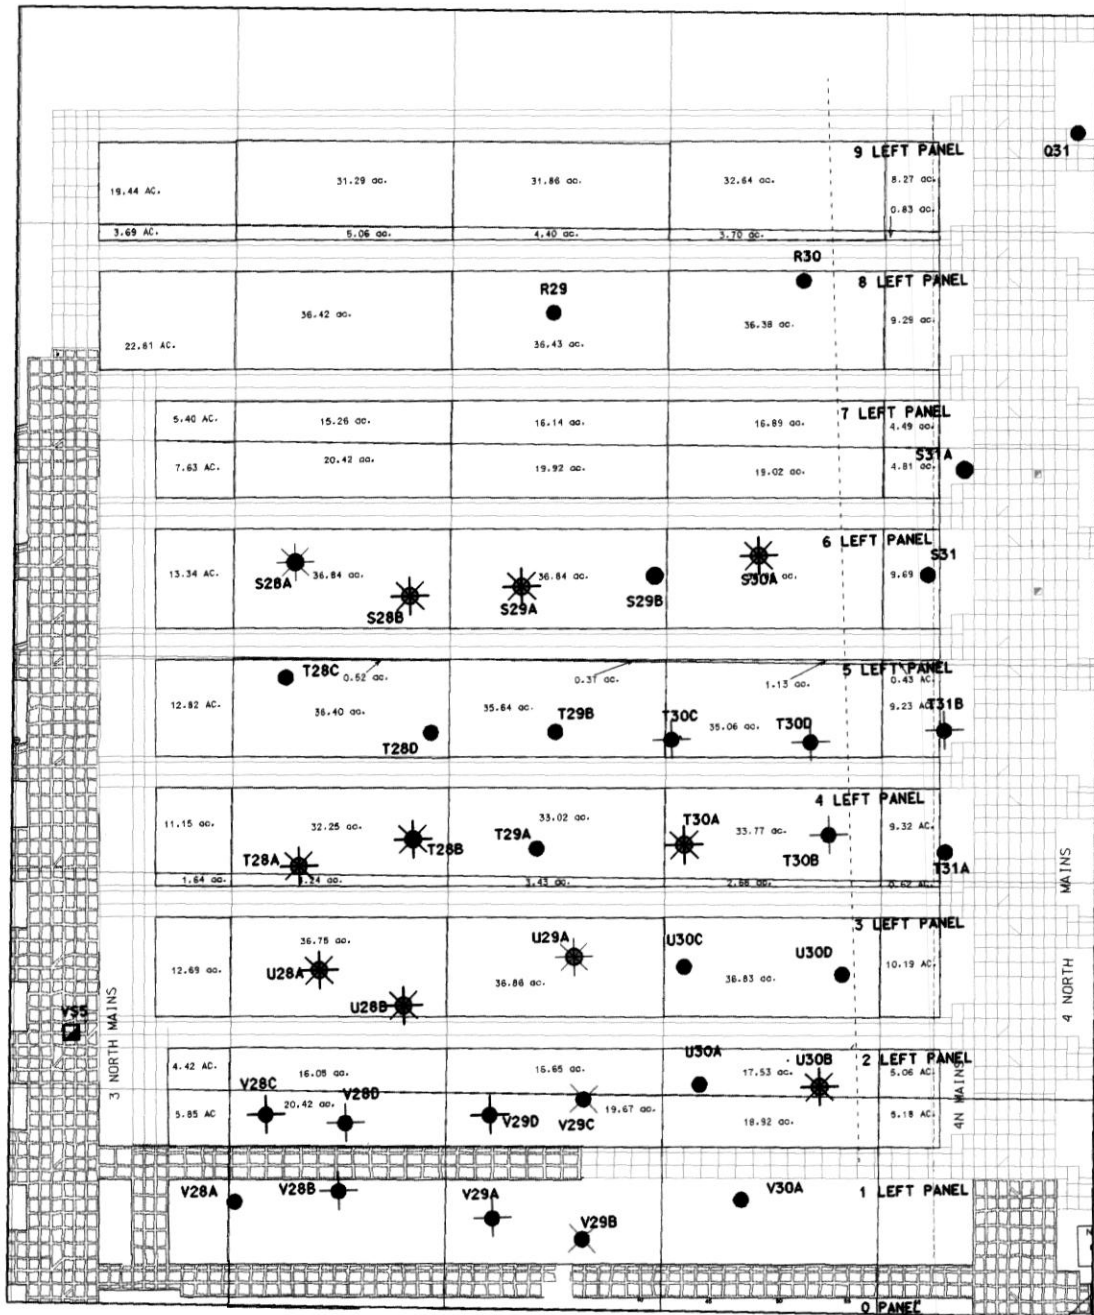 9 LEFT PANEL
Q31
31.29 ac.
31.86 ac.
32.64 ac.
8.27 ac.
19.44 AC.
0.83 ac.
3.69 AC.
5.06 ac.
4.40 ac.
3.70 ac.
R30
8 LEFT PANEL
R29
36.42 ac.
36.38 ac.
9.29 ac.
22.81 AC.
36.43 ac.
7 LEFT PANEL
5.40 AC.
15.26 ac.
16.14 ac.
16.89 ac.
4.49 ac.
S31A
20.42 ac.
7.63 AC.
19.92 ac.
19.02 ac.
4.81 ac.
6 LEFT PANEL
S31
13.34 AC.
S28A
36.84 ac.
36.84 ac.
S30A
9.69
S28B
S29A
S29B
5 LEFT PANEL
T28C
0.52 ac.
0.31 ac.
1.13 ac.
0.43 AC.
12.82 AC.
36.40 ac.
35.64 ac.
T29B
T30C
35.06 ac.
T30D
9.23 AC.
T31B
T28D
4 LEFT PANEL
11.15 AC.
32.25 ac.
33.02 ac.
T30A
33.77 ac.
9.32 AC.
T28A
T28B
T29A
T30B
T31A
1.64 AC.
3.43 ac.
2.66 ac.
0.62 AC.
4 NORTH MAINS
3 LEFT PANEL
36.75 ac.
U29A
U30C
U30D
12.69 ac.
U28A
36.86 ac.
36.83 ac.
10.19 AC.
U28B
VS5
3 NORTH MAINS
U30A
U30B
2 LEFT PANEL
4.42 AC.
16.05 ac.
16.65 ac.
17.53 ac.
5.06 AC.
V28C
V28D
5.85 AC
20.42 ac.
V29D
V29C
19.67 ac.
18.92 ac.
5.18 AC.
4N MAINS
V28A
V28B
V29A
V30A
1 LEFT PANEL
V29B
0 PANEL